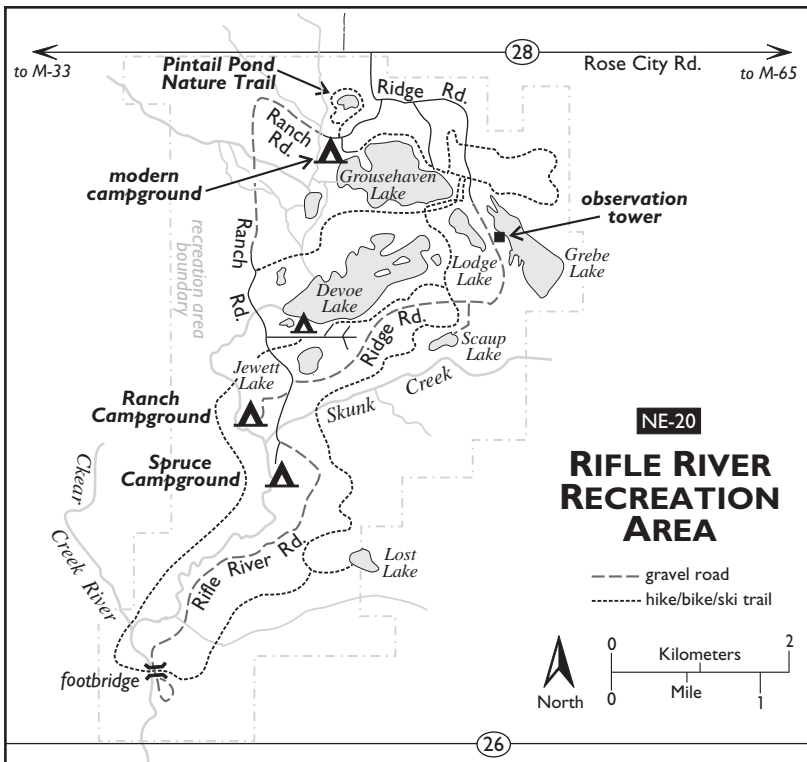 28
to M-33
Rose City Rd.
to M-65
Pintail Pond
Nature Trail
Ridge Rd.
Ranch
Rd.
modern
campground
Grousehaven
Lake
observation
tower
recreation area
boundary
Ranch
Rd.
Lodge
Lake
Grebe
Lake
Devoe
Lake
Ridge Rd.
Scaup
Lake
Jewett
Lake
Ranch
Campground
Skunk Creek
NE-20
Spruce
Campground
RIFLE RIVER
RECREATION
AREA
Ckear
Creek River
Rifle River Rd.
Lost
Lake
gravel road
hike/bike/ski trail
footbridge
North
0 2
Kilometers
Mile
0 1
26